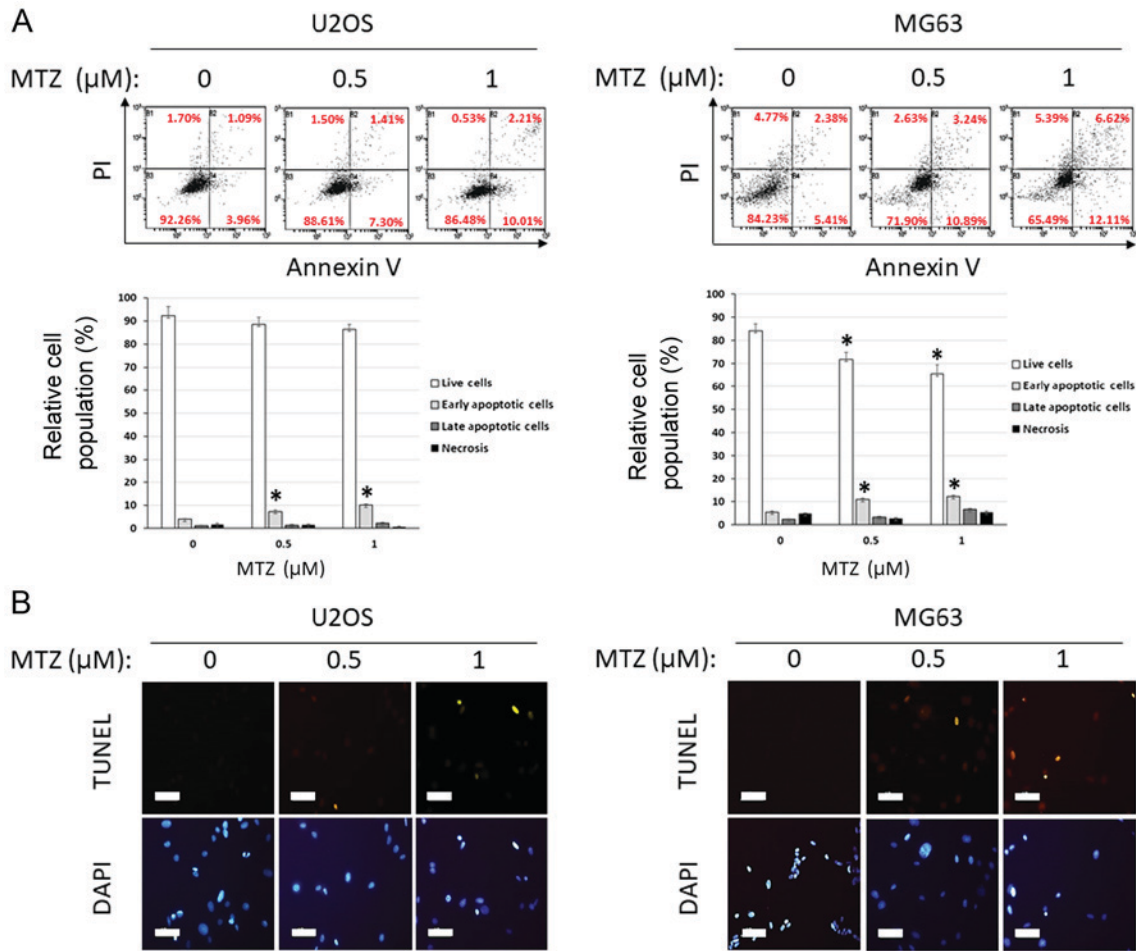 A
U2OS
MTZ (μM): 0 0.5 1
1.70% 1.09% 1.50% 1.41% 0.53% 2.21%
PI
92.26% 3.96% 88.61% 7.30% 86.48% 10.01%
Annexin V
MG63
MTZ (μM): 0 0.5 1
4.77% 2.38% 2.63% 3.24% 5.39% 6.62%
PI
84.23% 5.41% 71.90% 10.89% 65.49% 12.11%
Annexin V
Relative cell
population (%)
100
90
80
70
60
50
40
30
20
10
0
* *
0 0.5 1
MTZ (μM)
Live cells
Early apoptotic cells
Late apoptotic cells
Necrosis
Relative cell
population (%)
100
90
80
70
60
50
40
30
20
10
0
* *
* *
0 0.5 1
MTZ (μM)
Live cells
Early apoptotic cells
Late apoptotic cells
Necrosis
B
U2OS
MTZ (μM): 0 0.5 1
TUNEL
DAPI
MG63
MTZ (μM): 0 0.5 1
TUNEL
DAPI